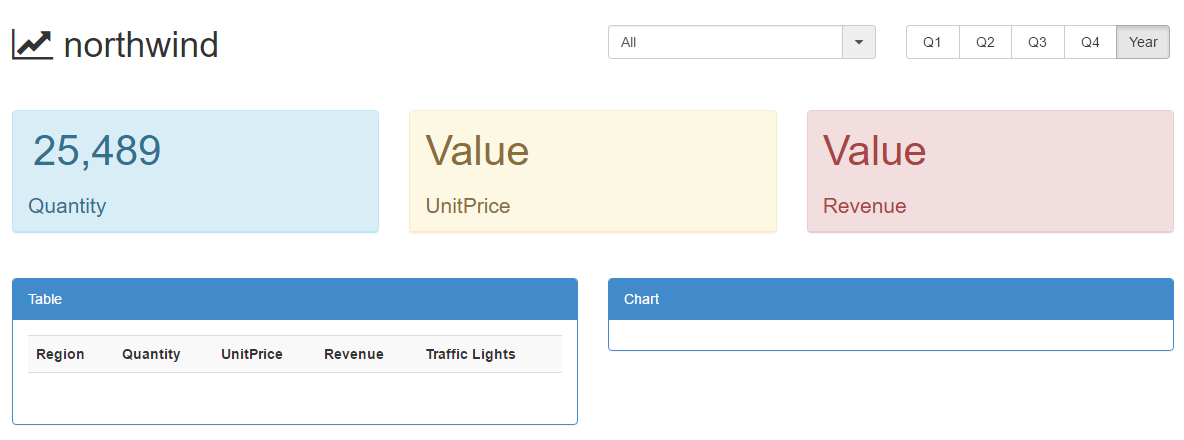 northwind
All
Q1 Q2 Q3 Q4 Year
25,489
Quantity
Value
UnitPrice
Value
Revenue
Table
Region Quantity UnitPrice Revenue Traffic Lights
Chart